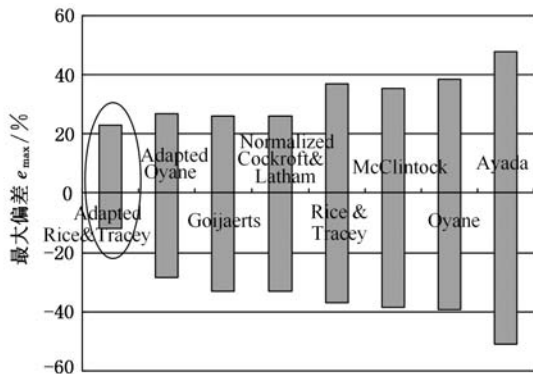 最大偏差 e max/%
60
40
20
0
−20
−40
−60
Adapted
Rice&Tracey
Adapted
Oyane
Goijaerts
Normalized
Cockroft&
Latham
Rice &
Tracey
McClintock
Oyane
Ayada